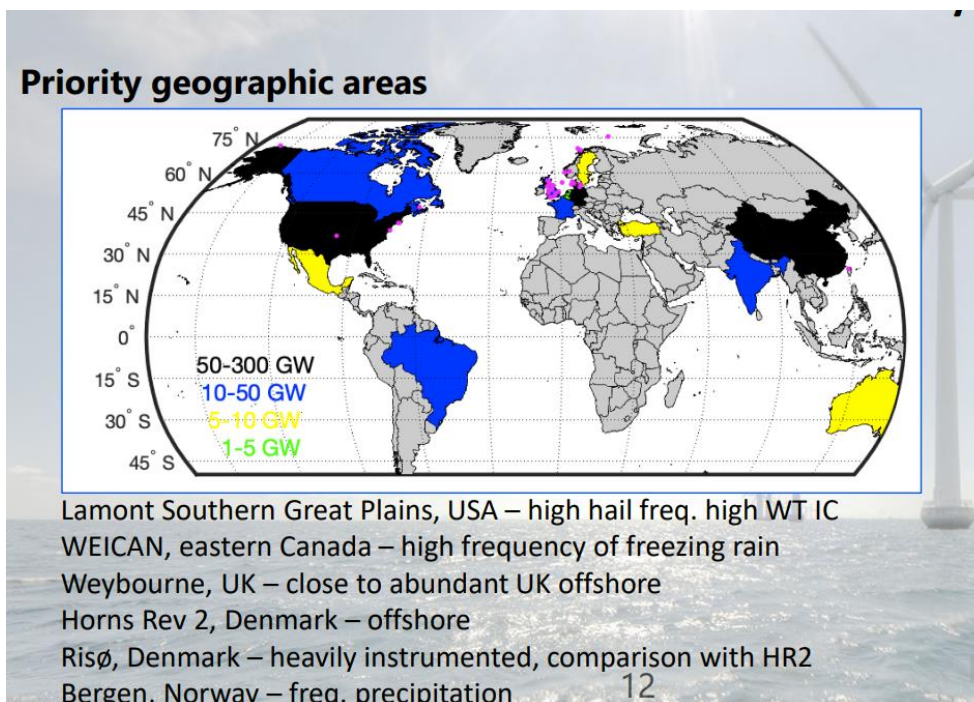 Priority geographic areas
75° N
60° N
45° N
30° N
15° N
0°
15° S
30° S
45° S
50-300 GW
10-50 GW
5-10 GW
1-5 GW
Lamont Southern Great Plains, USA – high hail freq. high WT IC
WEICAN, eastern Canada – high frequency of freezing rain
Weybourne, UK – close to abundant UK offshore
Horns Rev 2, Denmark – offshore
Risø, Denmark – heavily instrumented, comparison with HR2
Bergen, Norway – freq. precipitation
12